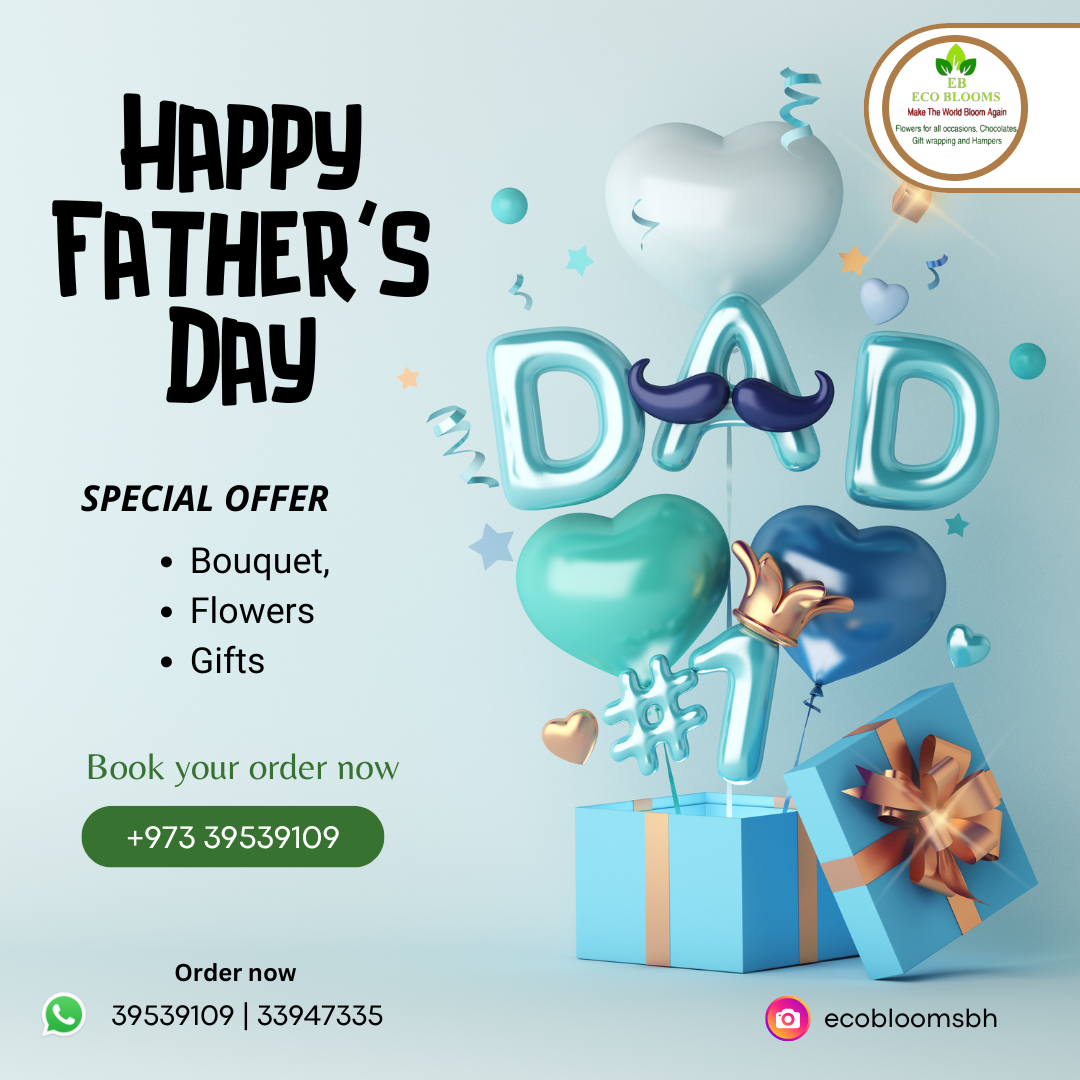 HAPPY
FATHER'S
DAY
EB
ECO BLOOMS
Make The World Bloom Again
Flowers for all occasions, Chocolates,
Gift wrapping and Hampers
DAD
SPECIAL OFFER
• Bouquet,
• Flowers
• Gifts
#1
Book your order now
+973 39539109
Order now
39539109 | 33947335
ecobloomsbh